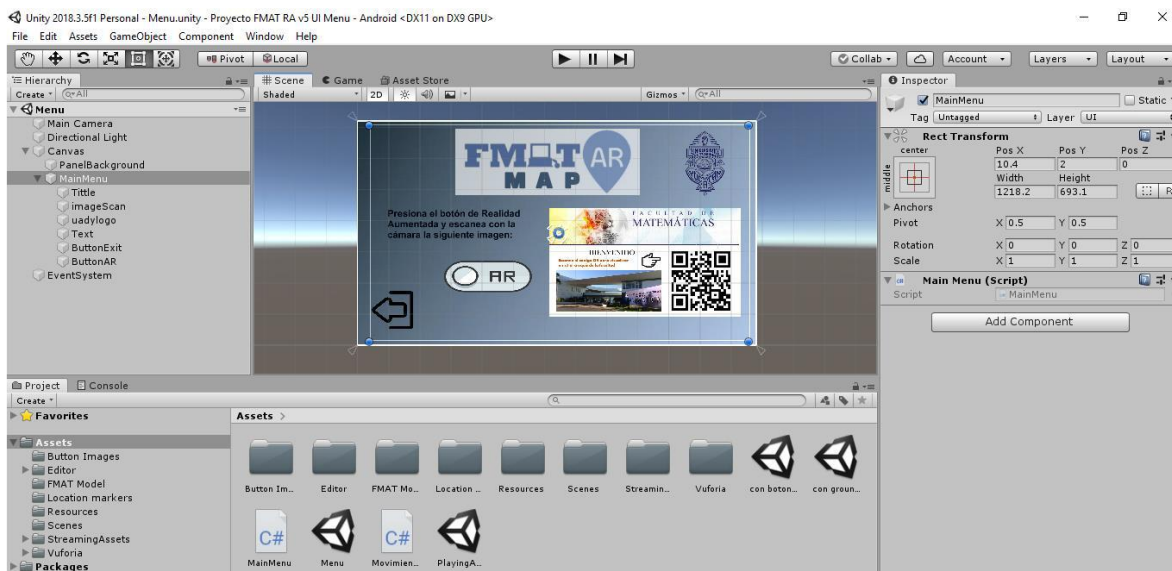 Unity 2018.3.5f1 Personal - Menu.unity - Proyecto FMAT RA v5 UI Menu - Android <DX11 on DX9 GPU>
File Edit Assets GameObject Component Window Help
Pivot Local Collab Account Layers Layout
Hierarchy
Create All
Menu
Main Camera
Directional Light
Canvas
PanelBackground
MainMenu
Tittle
imageScan
uadylogo
Text
ButtonExit
ButtonAR
EventSystem
Scene Game Asset Store
Shaded 2D Gizmos All
FMAT AR
MAP
Presiona el botón de Realidad
Aumentada y escanea con la
cámara la siguiente imagen:
AR
FACULTAD DE
MATEMÁTICAS
BIENVENIDO
Inspector
MainMenu Static
Tag Untagged Layer UI
Rect Transform
center Pos X Pos Y Pos Z
middle 10.4 2 0
Width Height
1218.2 693.1
Anchors
Pivot X 0.5 Y 0.5
Rotation X 0 Y 0 Z 0
Scale X 1 Y 1 Z 1
Main Menu (Script)
Script MainMenu
Add Component
Project Console
Create
Favorites
Assets
Button Images
Editor
FMAT Model
Location markers
Resources
Scenes
StreamingAssets
Vuforia
Packages
Assets >
Button Im... Editor FMAT Mo... Location ... Resources Scenes Streamin... Vuforia con boton... con groun...
C# C#
MainMenu Menu Movimien... PlayingA...